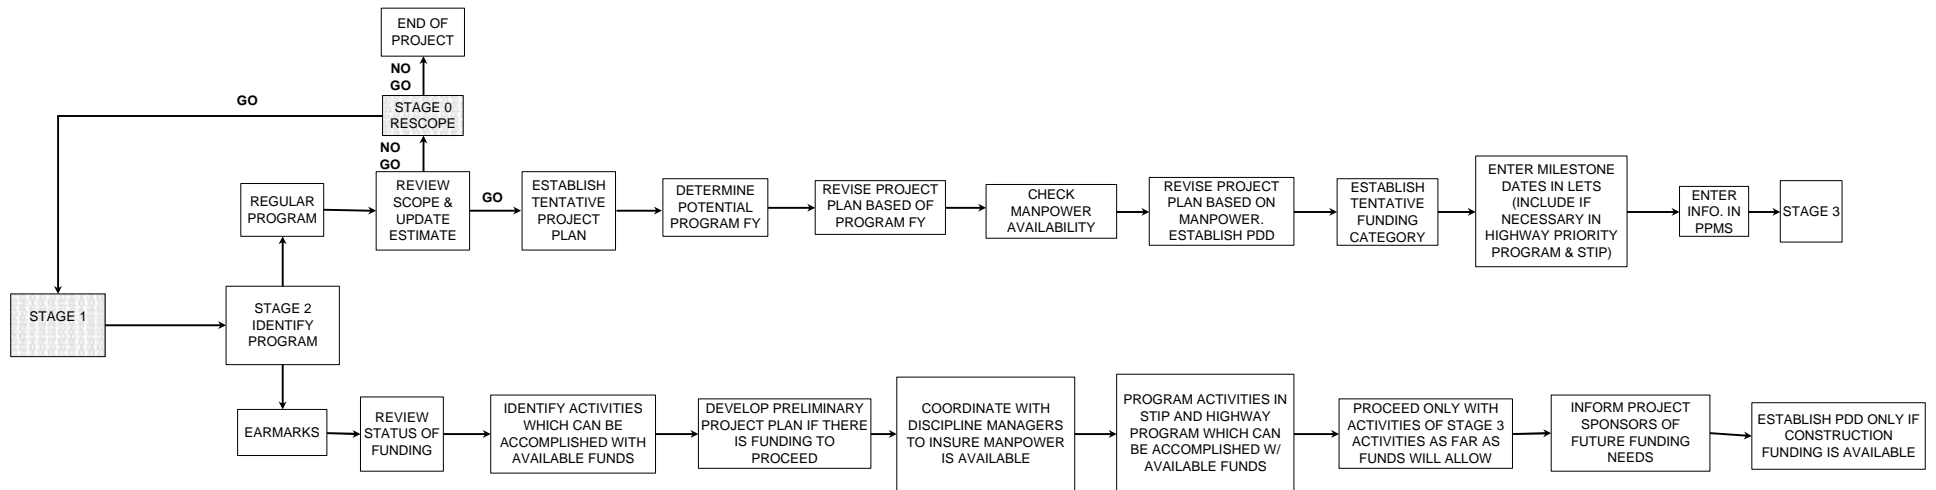 END OF
PROJECT
NO
GO
GO
STAGE 0
RESCOPE
NO
GO
REGULAR
PROGRAM
REVIEW
SCOPE &
UPDATE
ESTIMATE
GO
ESTABLISH
TENTATIVE
PROJECT
PLAN
DETERMINE
POTENTIAL
PROGRAM FY
REVISE PROJECT
PLAN BASED OF
PROGRAM FY
CHECK
MANPOWER
AVAILABILITY
REVISE PROJECT
PLAN BASED ON
MANPOWER.
ESTABLISH PDD
ESTABLISH
TENTATIVE
FUNDING
CATEGORY
ENTER MILESTONE
DATES IN LETS
(INCLUDE IF
NECESSARY IN
HIGHWAY PRIORITY
PROGRAM & STIP)
ENTER
INFO. IN
PPMS
STAGE 3
STAGE 1
STAGE 2
IDENTIFY
PROGRAM
EARMARKS
REVIEW
STATUS OF
FUNDING
IDENTIFY ACTIVITIES
WHICH CAN BE
ACCOMPLISHED WITH
AVAILABLE FUNDS
DEVELOP PRELIMINARY
PROJECT PLAN IF THERE
IS FUNDING TO
PROCEED
COORDINATE WITH
DISCIPLINE MANAGERS
TO INSURE MANPOWER
IS AVAILABLE
PROGRAM ACTIVITIES IN
STIP AND HIGHWAY
PROGRAM WHICH CAN
BE ACCOMPLISHED W/
AVAILABLE FUNDS
PROCEED ONLY WITH
ACTIVITIES OF STAGE 3
ACTIVITIES AS FAR AS
FUNDS WILL ALLOW
INFORM PROJECT
SPONSORS OF
FUTURE FUNDING
NEEDS
ESTABLISH PDD ONLY IF
CONSTRUCTION
FUNDING IS AVAILABLE